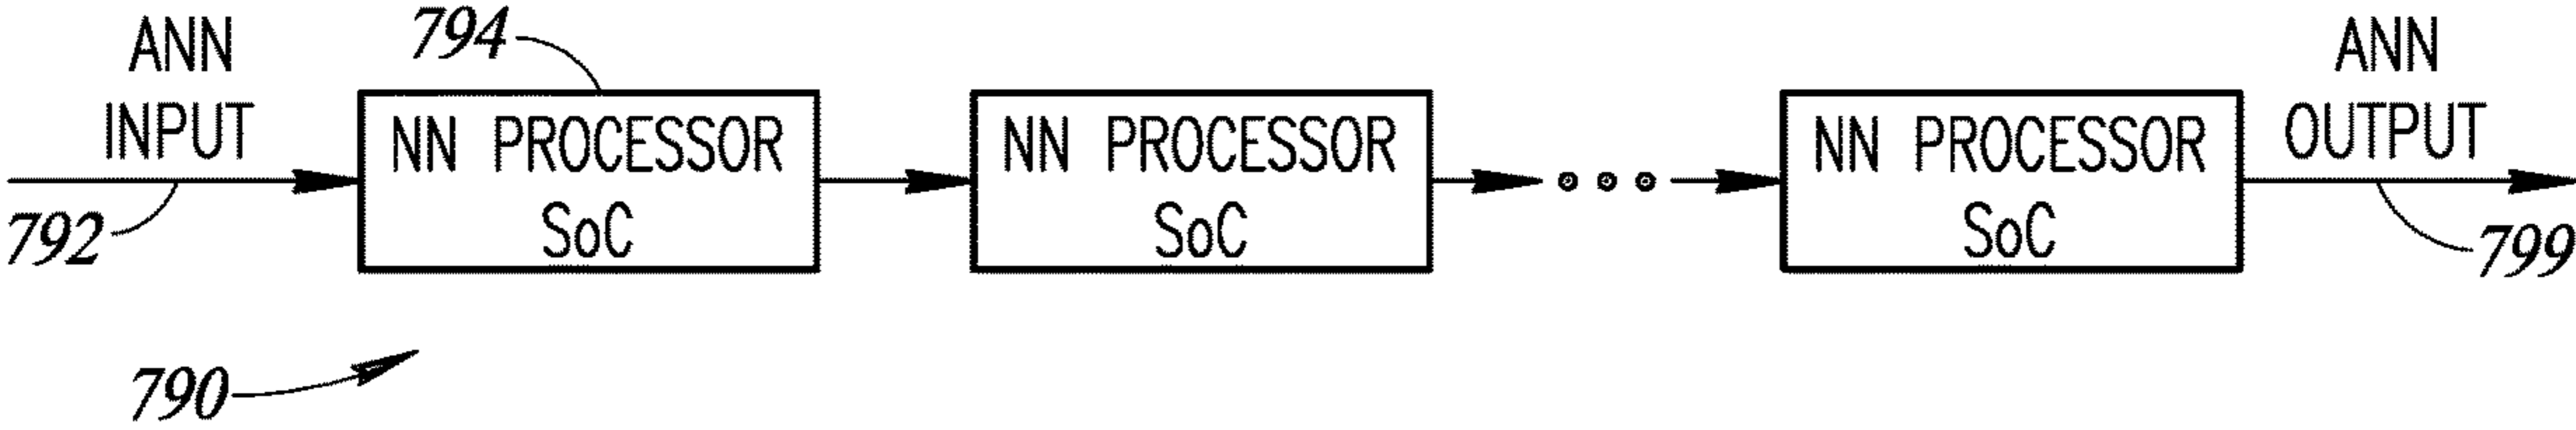 ANN
INPUT
792
794
NN PROCESSOR
SoC
NN PROCESSOR
SoC
NN PROCESSOR
SoC
ANN
OUTPUT
799
790